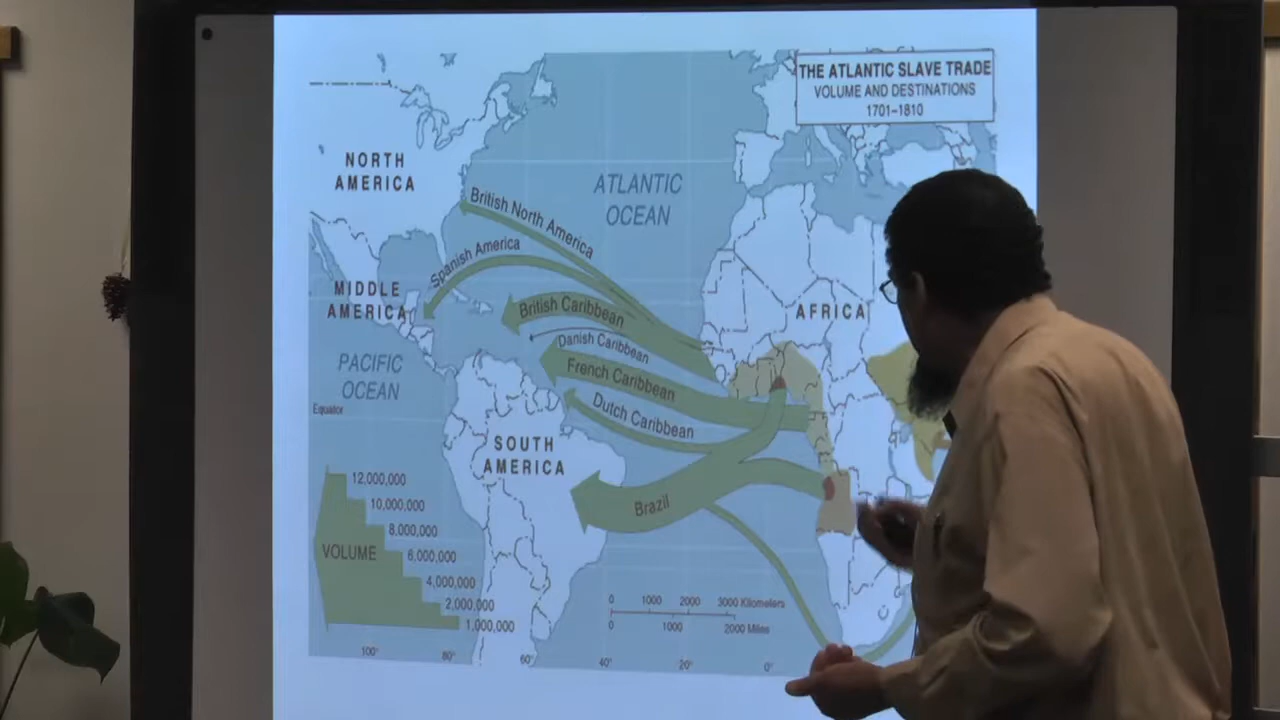 THE ATLANTIC SLAVE TRADE
VOLUME AND DESTINATIONS
1701–1810
NORTH
AMERICA
ATLANTIC
OCEAN
British North America
Spanish America
MIDDLE
AMERICA
British Caribbean
AFRICA
Danish Caribbean
PACIFIC
OCEAN
French Caribbean
Equator
Dutch Caribbean
SOUTH
AMERICA
Brazil
12,000,000
10,000,000
8,000,000
VOLUME
6,000,000
4,000,000
2,000,000
1,000,000
0 1000 2000 3000 Kilometers
0 1000 2000 Miles
100° 80° 60° 40° 20° 0°